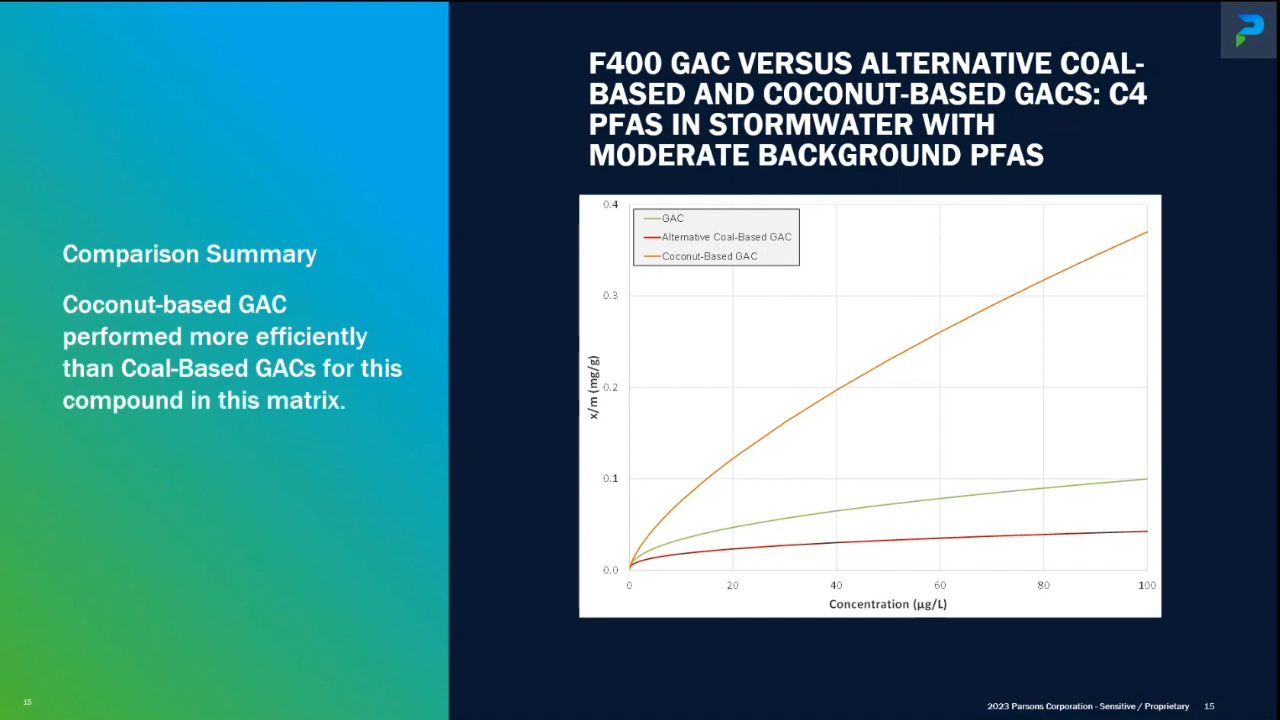 F400 GAC VERSUS ALTERNATIVE COAL-
BASED AND COCONUT-BASED GACS: C4
PFAS IN STORMWATER WITH
MODERATE BACKGROUND PFAS
Comparison Summary
Coconut-based GAC
performed more efficiently
than Coal-Based GACs for this
compound in this matrix.
GAC
Alternative Coal-Based GAC
Coconut-Based GAC
x/m (mg/g)
0.4
0.3
0.2
0.1
0.0
0 20 40 60 80 100
Concentration (µg/L)
15
2023 Parsons Corporation - Sensitive / Proprietary 15